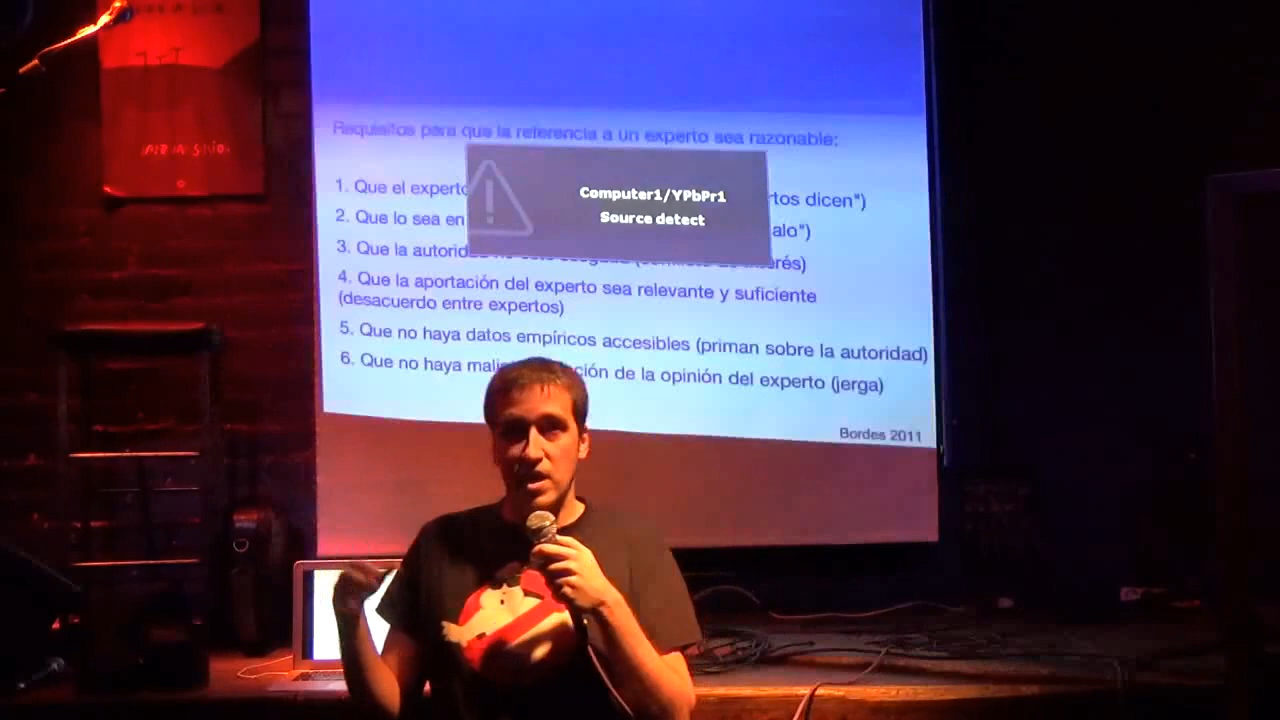 Requisitos para que la referencia a un experto sea razonable:
Computer1/YPbPr1
Source detect
1. Que el experto rtos dicen")
2. Que lo sea en alo")
3. Que la autorid rés)
4. Que la aportación del experto sea relevante y suficiente
(desacuerdo entre expertos)
5. Que no haya datos empíricos accesibles (priman sobre la autoridad)
6. Que no haya ción de la opinión del experto (jerga)
Bordes 2011